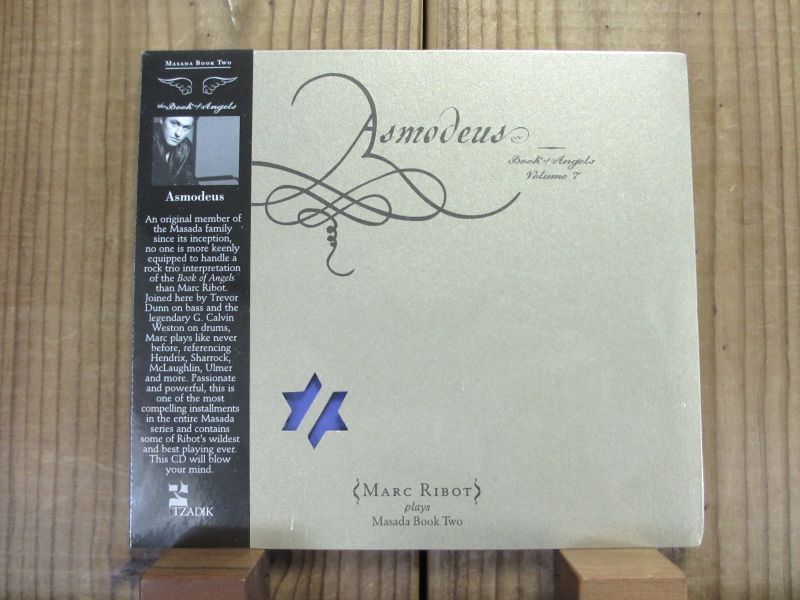 MASADA BOOK TWO
the Book of Angels
Asmodeus
An original member of
the Masada family
since its inception,
no one is more keenly
equipped to handle a
rock trio interpretation
of the Book of Angels
than Marc Ribot.
Joined here by Trevor
Dunn on bass and the
legendary G. Calvin
Weston on drums,
Marc plays like never
before, referencing
Hendrix, Sharrock,
McLaughlin, Ulmer
and more. Passionate
and powerful, this is
one of the most
compelling installments
in the entire Masada
series and contains
some of Ribot's wildest
and best playing ever.
This CD will blow
your mind.
TZADIK
Asmodeus
Book of Angels
Volume 7
{MARC RIBOT}
plays
Masada Book Two